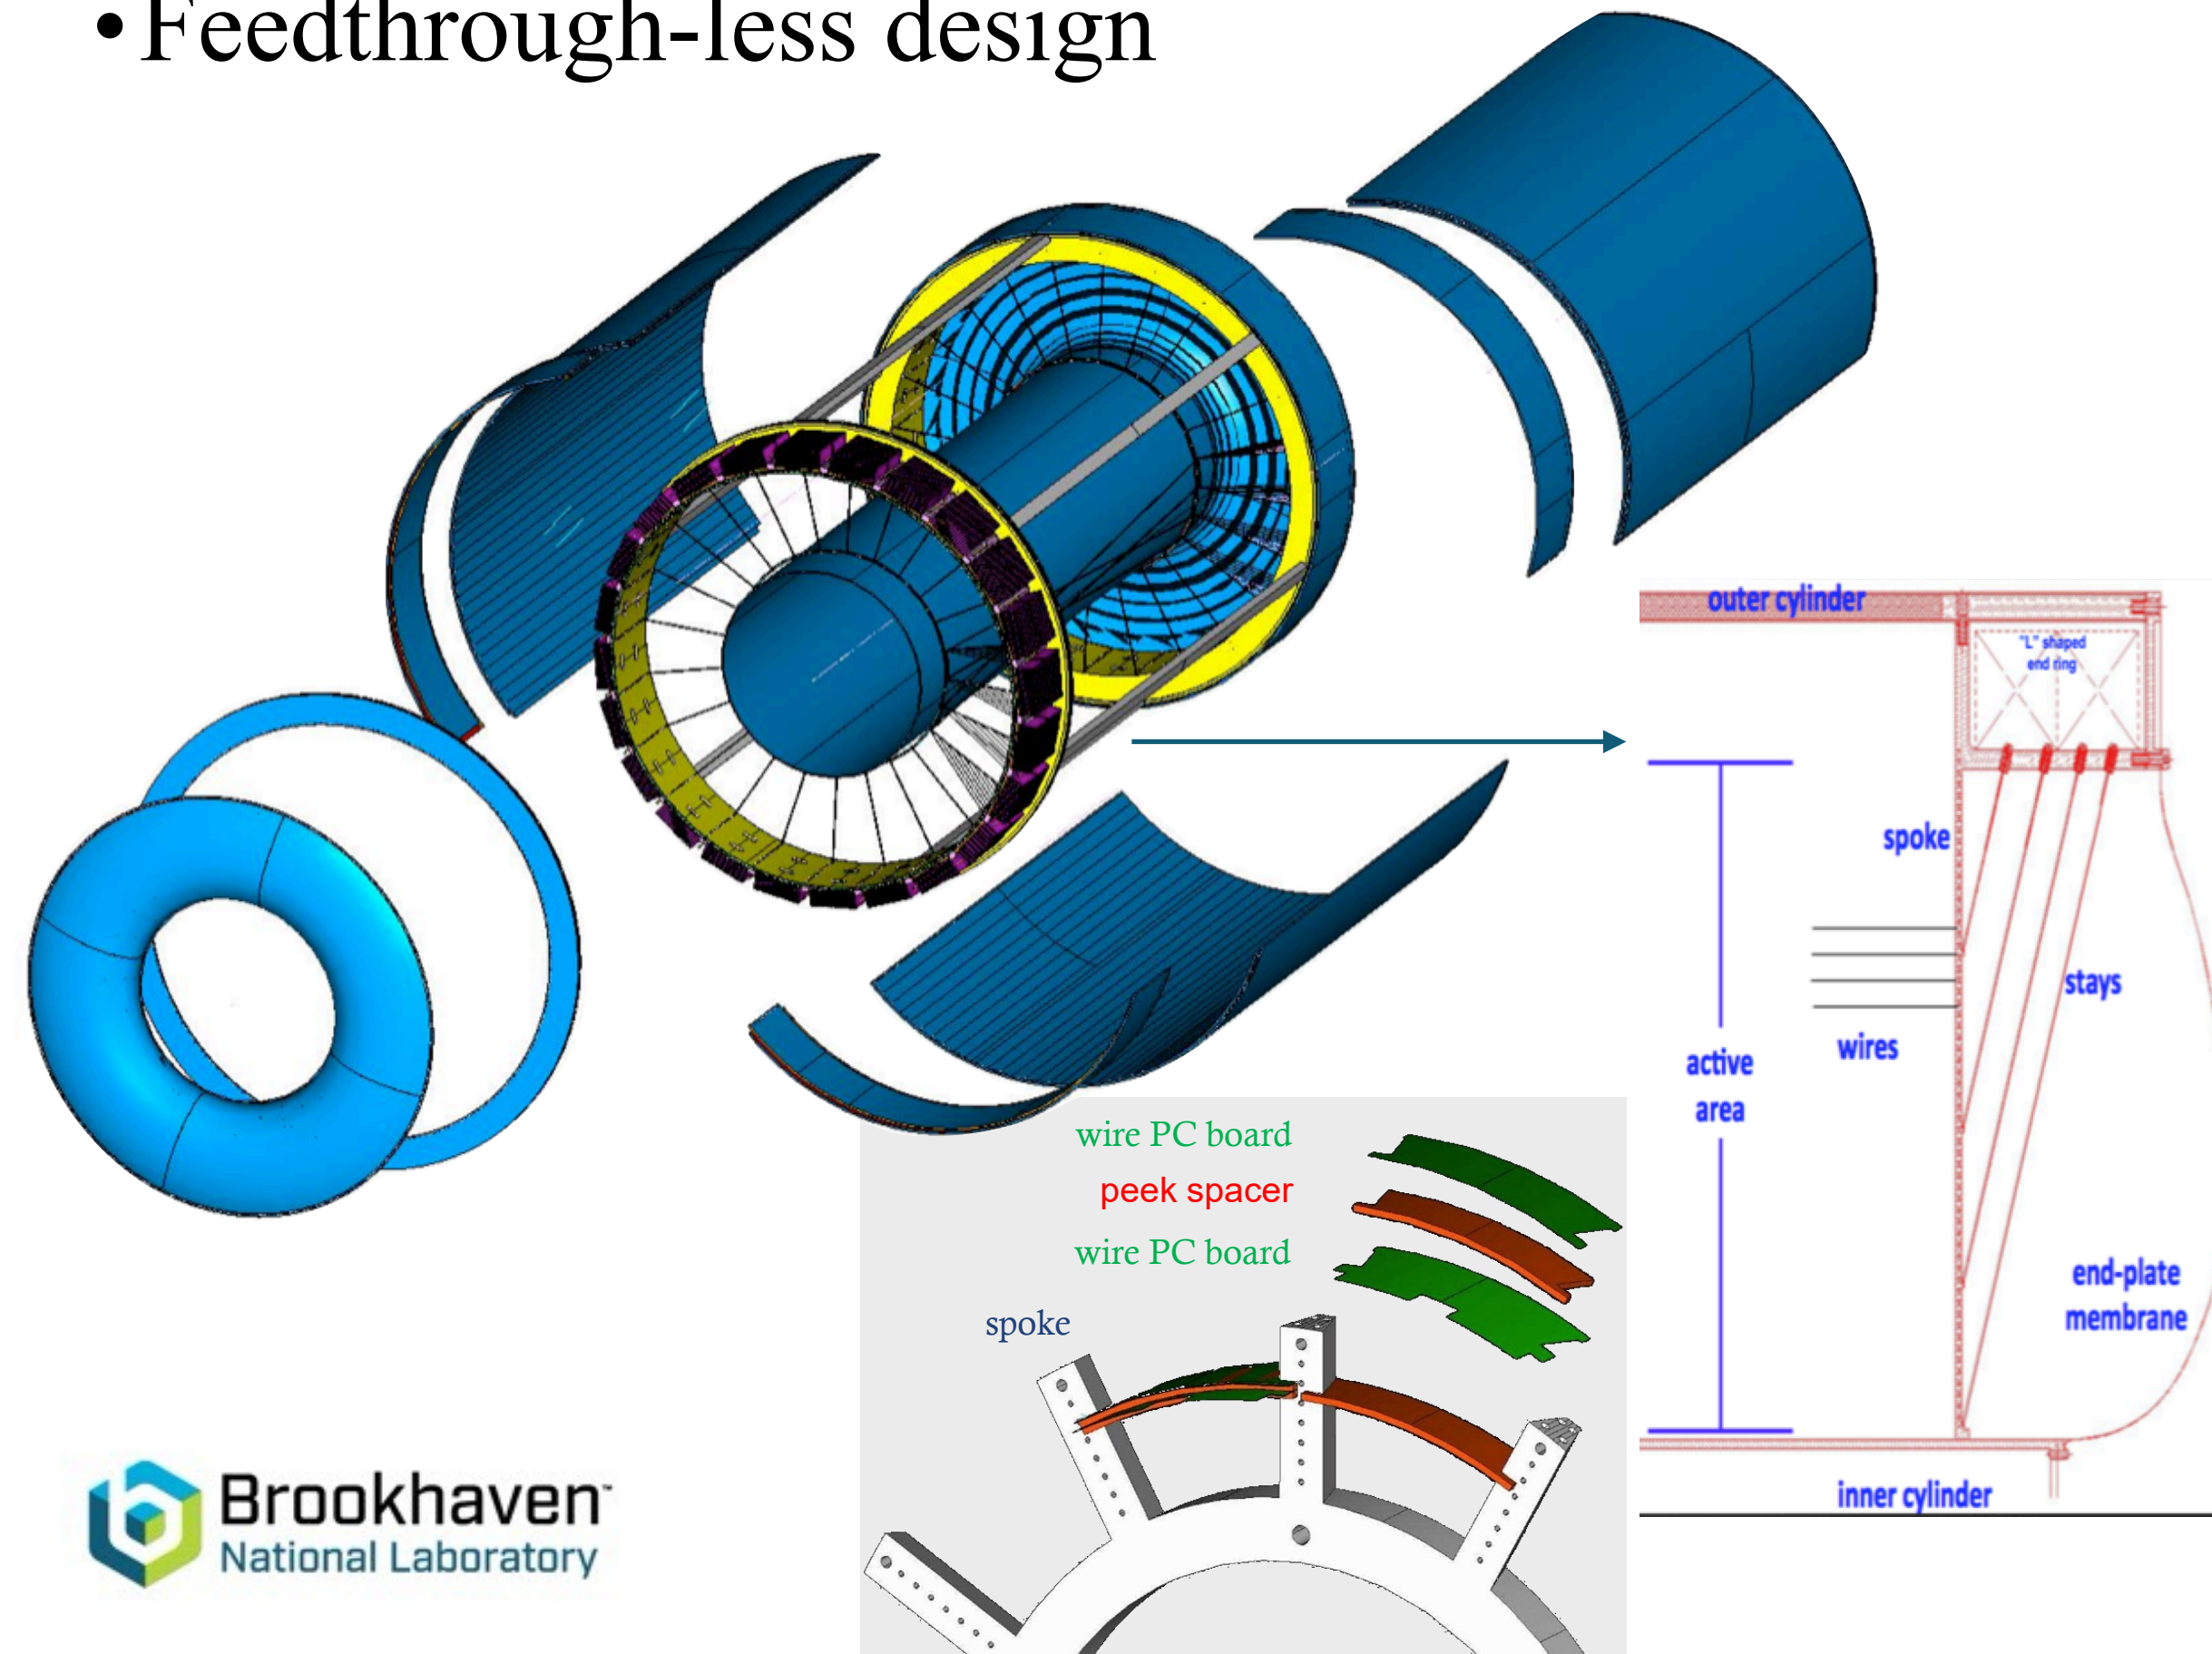 • Feedthrough-less design
outer cylinder
"L" shaped
end ring
spoke
stays
wires
active
area
end-plate
membrane
inner cylinder
wire PC board
peek spacer
wire PC board
spoke
Brookhaven™
National Laboratory